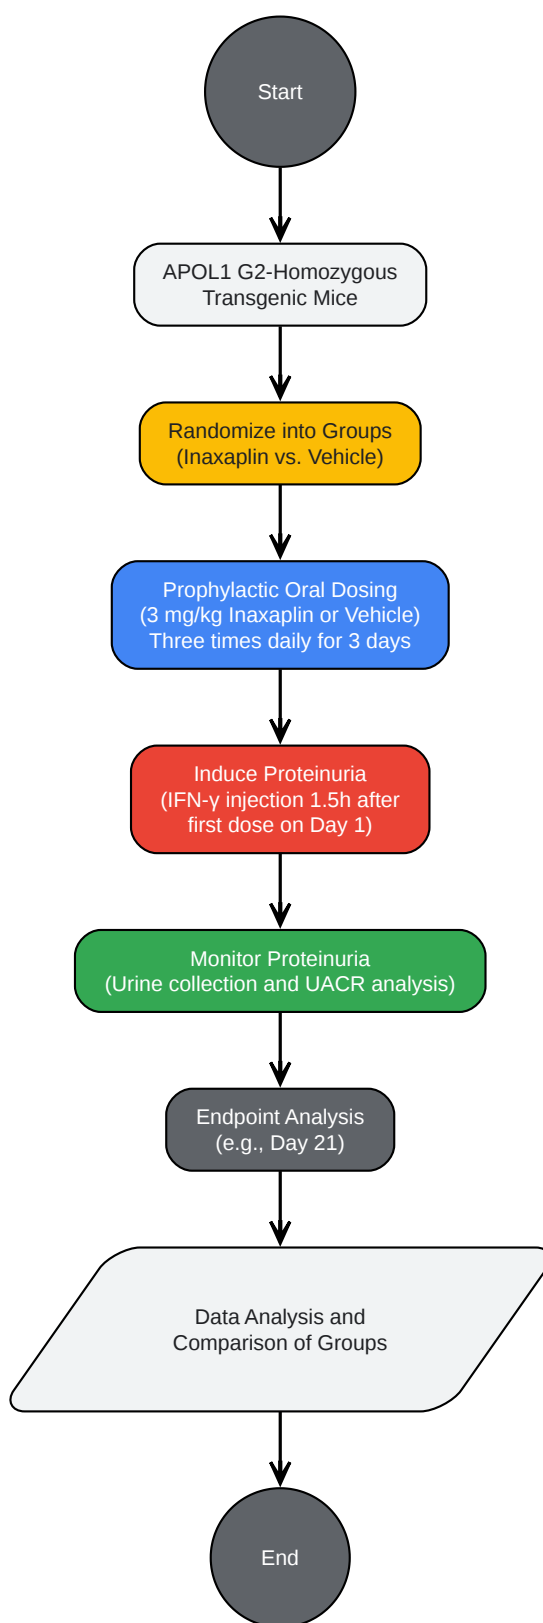 Start
APOL1 G2-Homozygous
Transgenic Mice
Randomize into Groups
(Inaxaplin vs. Vehicle)
Prophylactic Oral Dosing
(3 mg/kg Inaxaplin or Vehicle)
Three times daily for 3 days
Induce Proteinuria
(IFN-γ injection 1.5h after
first dose on Day 1)
Monitor Proteinuria
(Urine collection and UACR analysis)
Endpoint Analysis
(e.g., Day 21)
Data Analysis and
Comparison of Groups
End